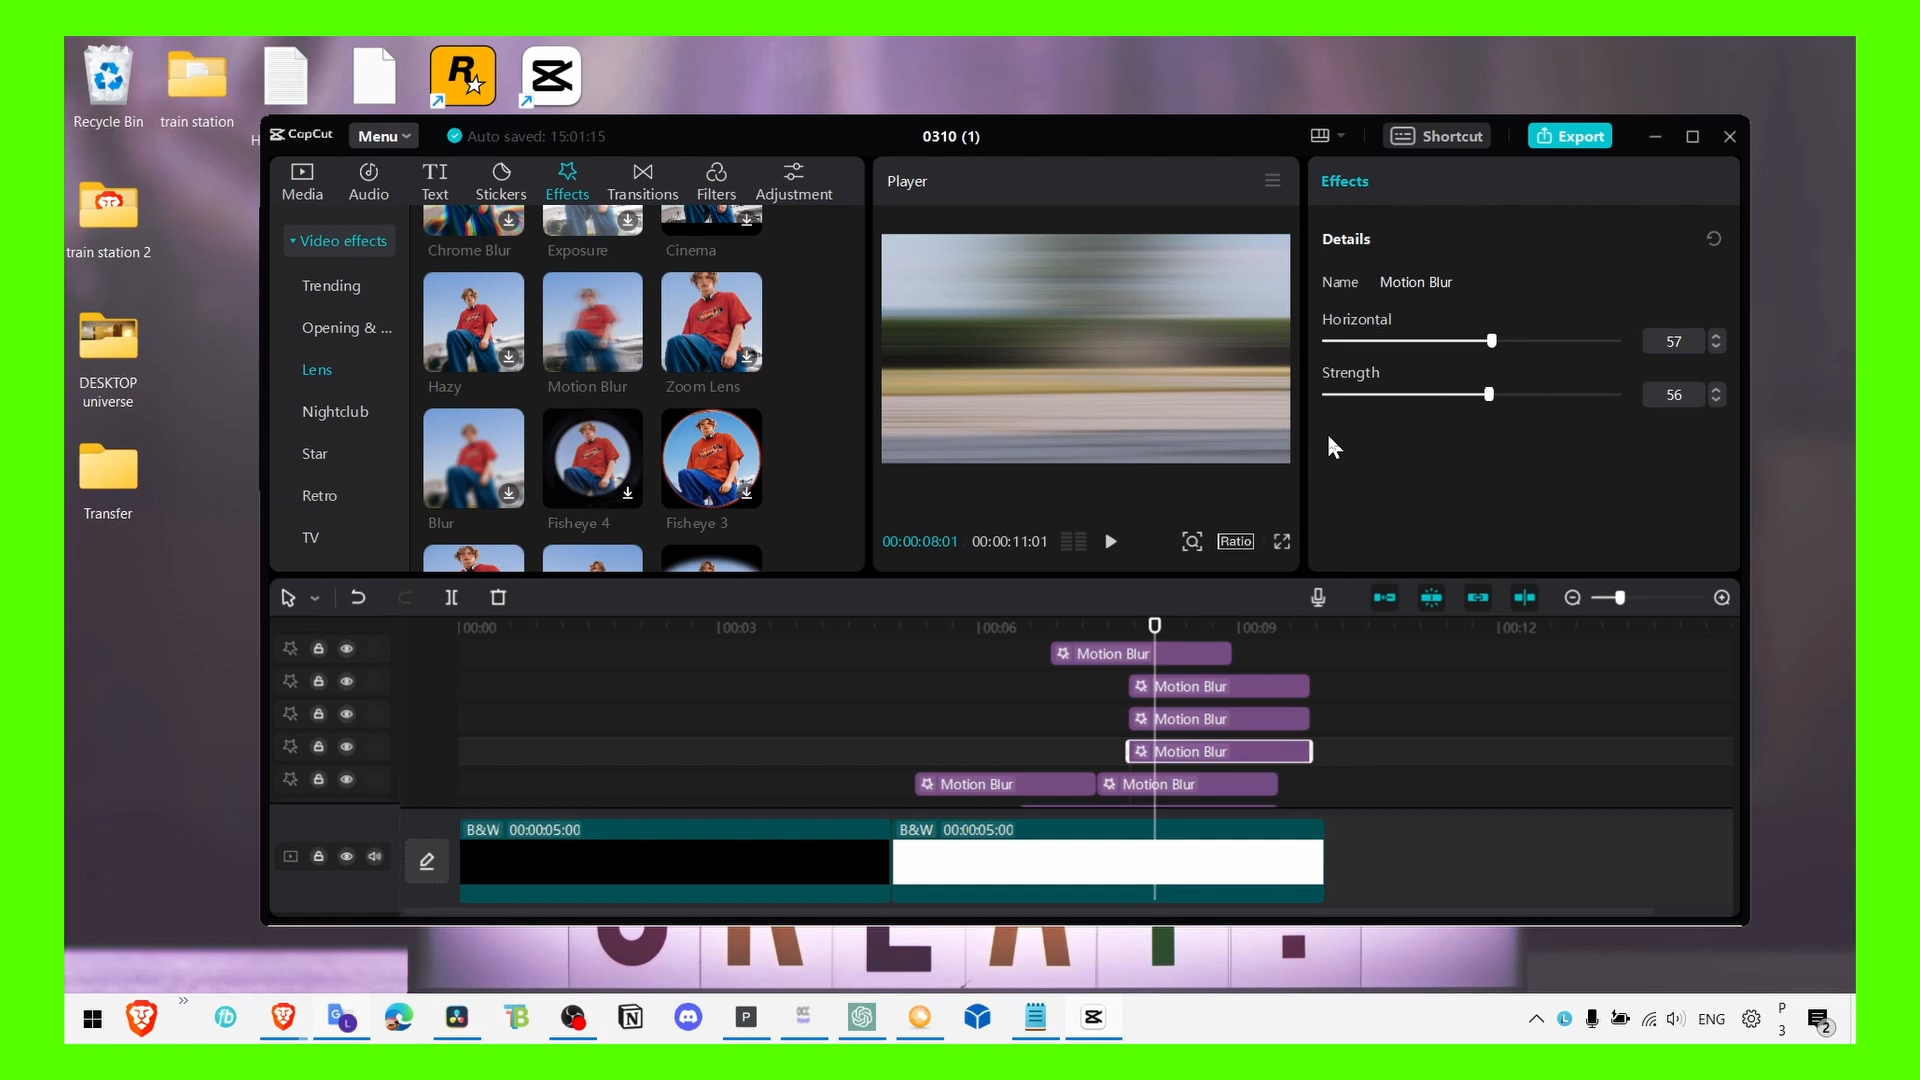 Recycle Bin
train station
H
train station 2
DESKTOP
universe
Transfer
CapCut
Menu
Auto saved: 15:01:15
0310 (1)
Shortcut
Export
Media
Audio
Text
Stickers
Effects
Transitions
Filters
Adjustment
Video effects
Trending
Opening & ...
Lens
Nightclub
Star
Retro
TV
Chrome Blur
Exposure
Cinema
Hazy
Motion Blur
Zoom Lens
Blur
Fisheye 4
Fisheye 3
Player
00:00:08:01
00:00:11:01
Ratio
Effects
Details
Name Motion Blur
Horizontal
57
Strength
56
00:00
00:03
00:06
00:09
00:12
Motion Blur
Motion Blur
Motion Blur
Motion Blur
Motion Blur
Motion Blur
B&W 00:00:05:00
B&W 00:00:05:00
ENG
P
3
2